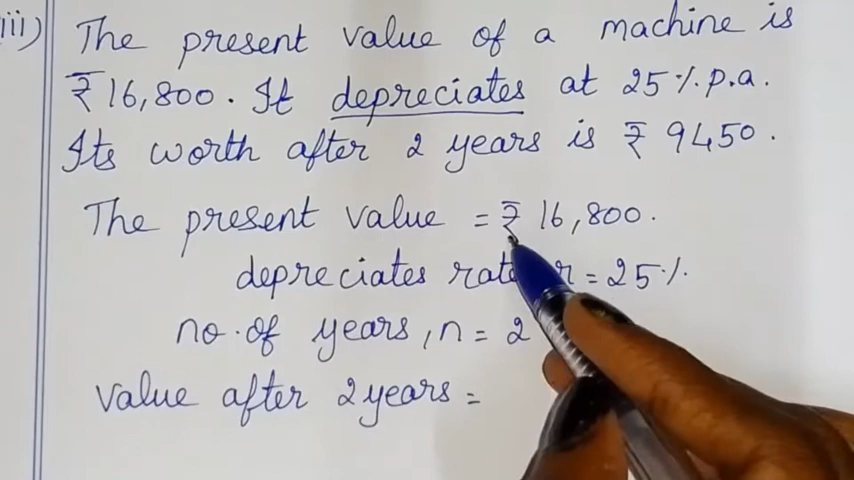 iii) The present value of a machine is
₹ 16,800. It depreciates at 25% p.a.
Its worth after 2 years is ₹ 9450.
The present value = ₹ 16,800.
depreciates rate r = 25%
no. of years, n = 2
Value after 2 years =